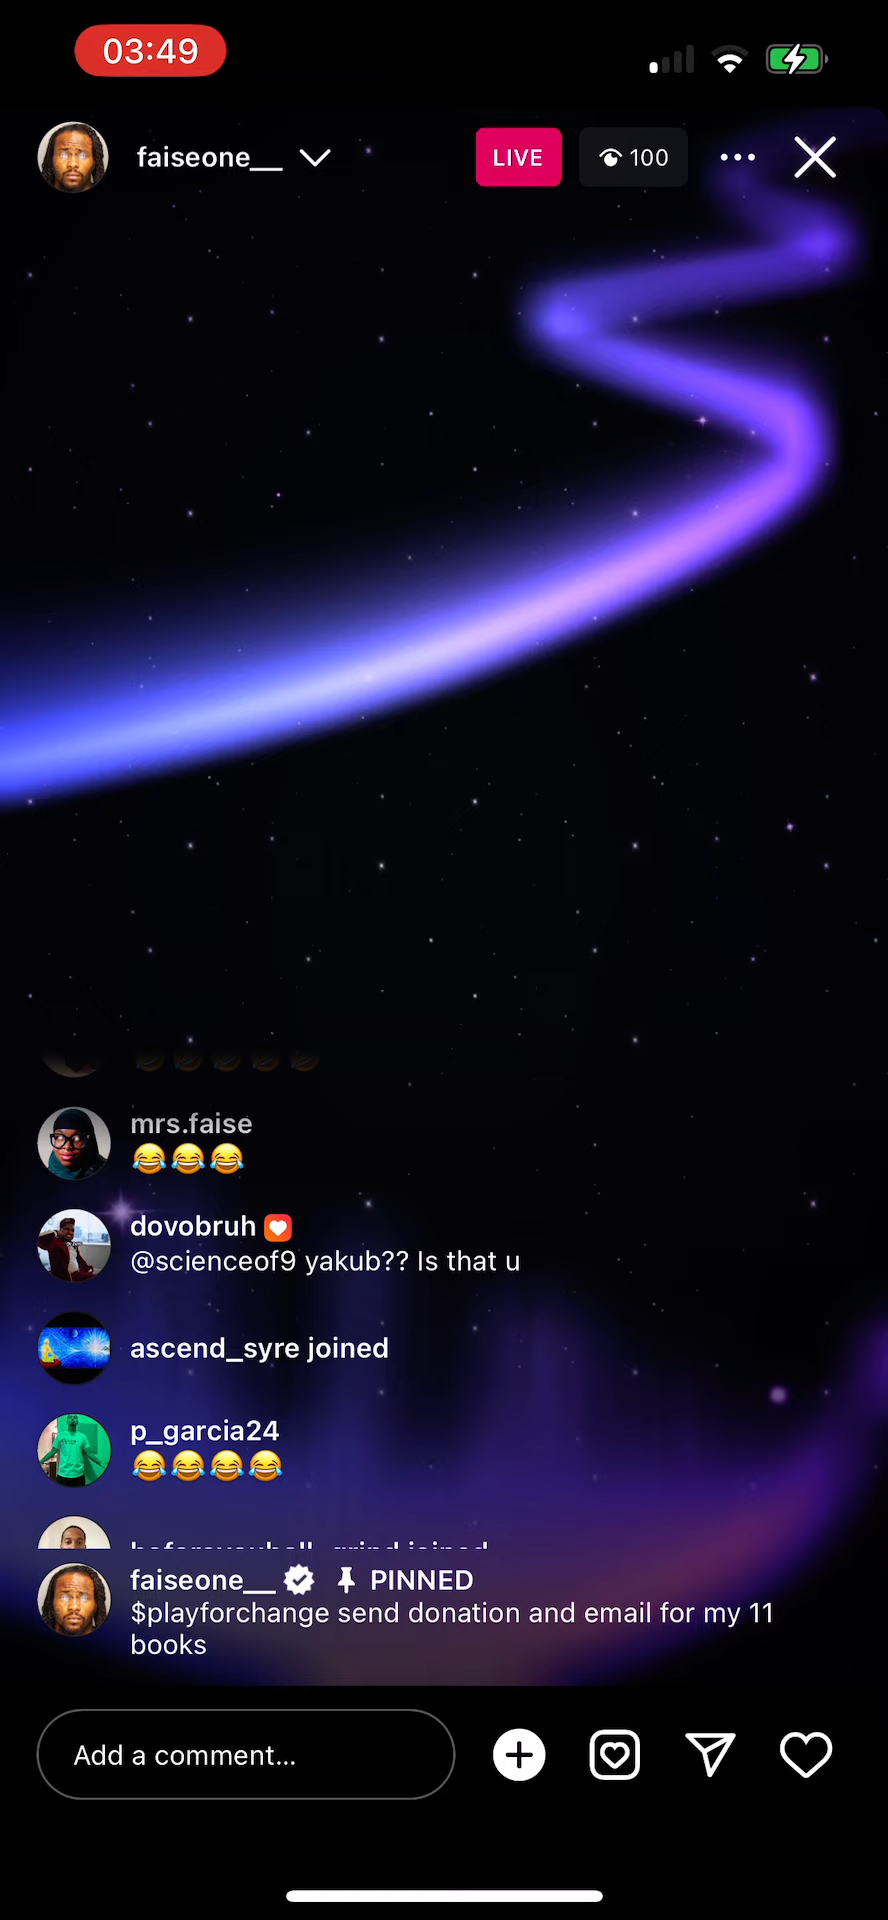 03:49
faiseone__
LIVE
100
mrs.faise
😂😂😂
dovobruh
@scienceof9 yakub?? Is that u
ascend_syre joined
p_garcia24
😂😂😂😂
joined
faiseone__ PINNED
$playforchange send donation and email for my 11
books
Add a comment...